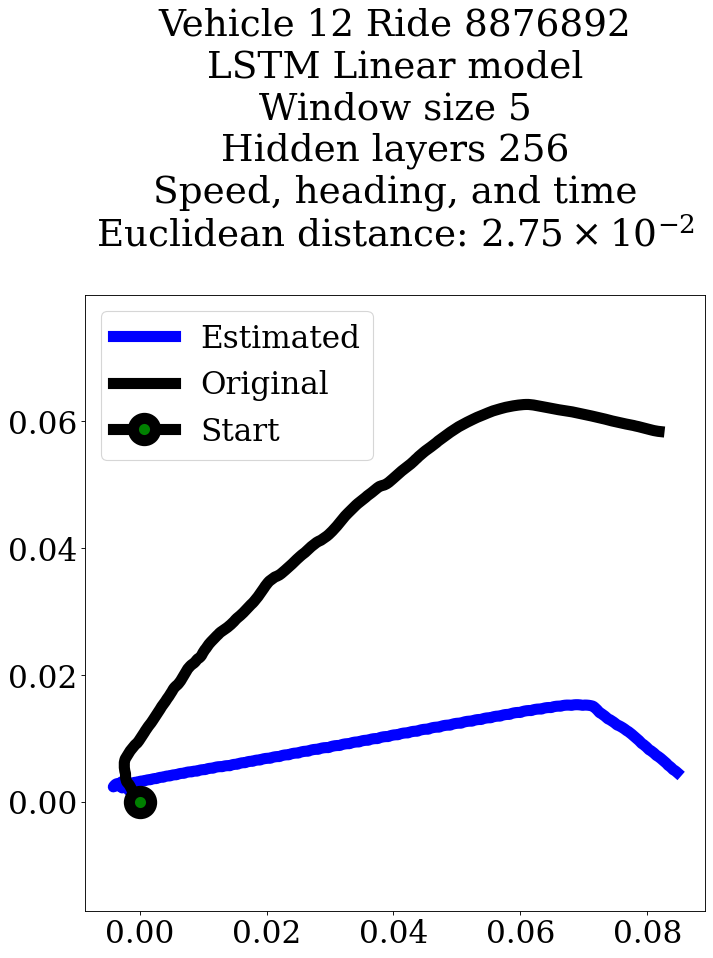 Vehicle 12 Ride 8876892
LSTM Linear model
Window size 5
Hidden layers 256
Speed, heading, and time
Euclidean distance: 2.75 × 10⁻²
Estimated
Original
Start
0.06
0.04
0.02
0.00
0.00 0.02 0.04 0.06 0.08